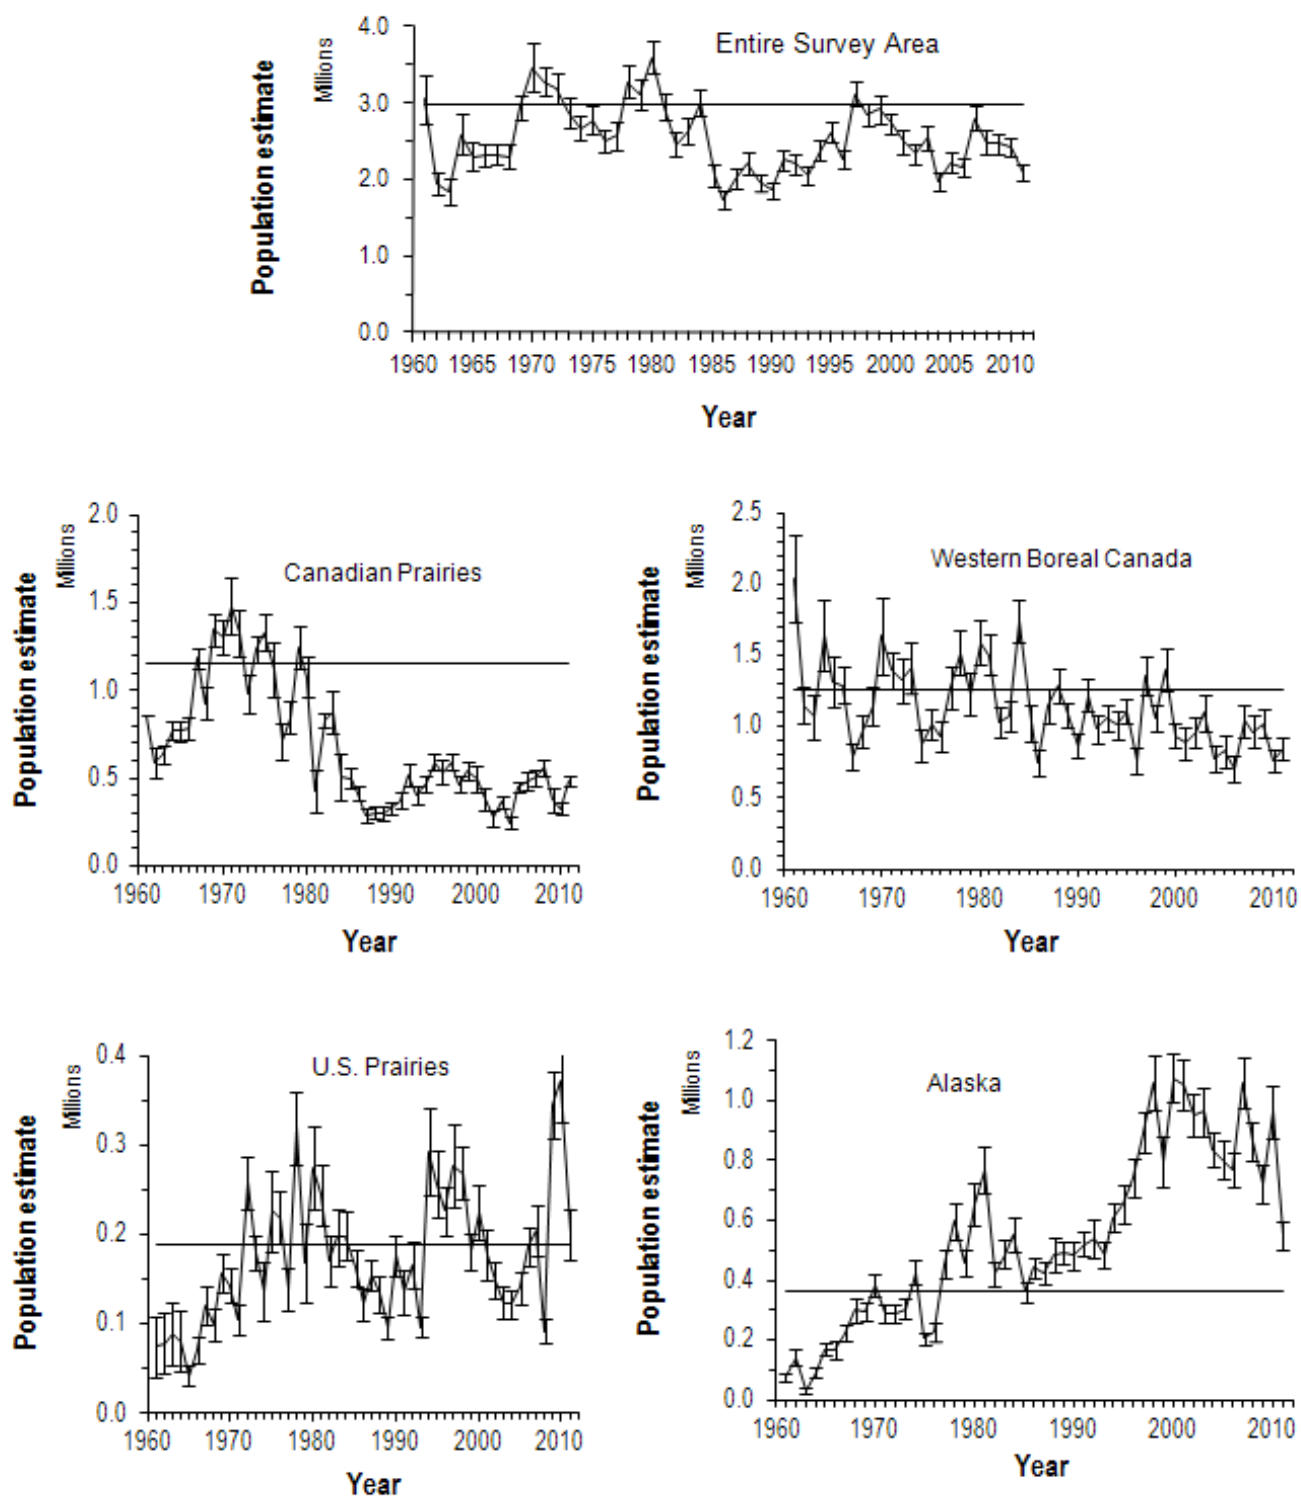 Entire Survey Area
Population estimate
Millions
4.0
3.0
2.0
1.0
0.0
1960 1965 1970 1975 1980 1985 1990 1995 2000 2005 2010
Year
Canadian Prairies
Population estimate
Millions
2.0
1.5
1.0
0.5
0.0
1960 1970 1980 1990 2000 2010
Year
Western Boreal Canada
Population estimate
Millions
2.5
2.0
1.5
1.0
0.5
0.0
1960 1970 1980 1990 2000 2010
Year
U.S. Prairies
Population estimate
Millions
0.4
0.3
0.2
0.1
0.0
1960 1970 1980 1990 2000 2010
Year
Alaska
Population estimate
Millions
1.2
1.0
0.8
0.6
0.4
0.2
0.0
1960 1970 1980 1990 2000 2010
Year